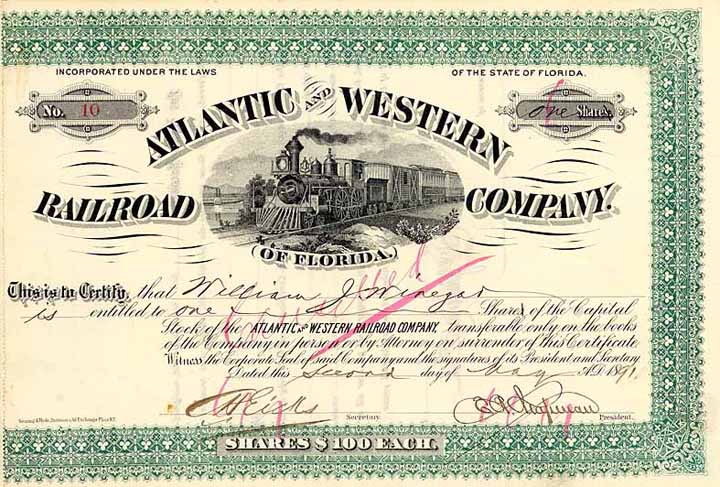 INCORPORATED UNDER THE LAWS OF THE STATE OF FLORIDA.
No. 10
one Shares.
ATLANTIC AND WESTERN
RAILROAD COMPANY.
(OF FLORIDA.)
This is to Certify, that William J. Winegar
is entitled to one Shares of the Capital
Stock of the ATLANTIC AND WESTERN RAILROAD COMPANY, transferable only on the books
of the Company in person or by Attorney on surrender of this Certificate
Witness the Corporate Seal of said Company and the signatures of its President and Secretary
Dated this second day of May A.D. 1891.
Cancelled
Secretary. President.
SHARES $100 EACH.